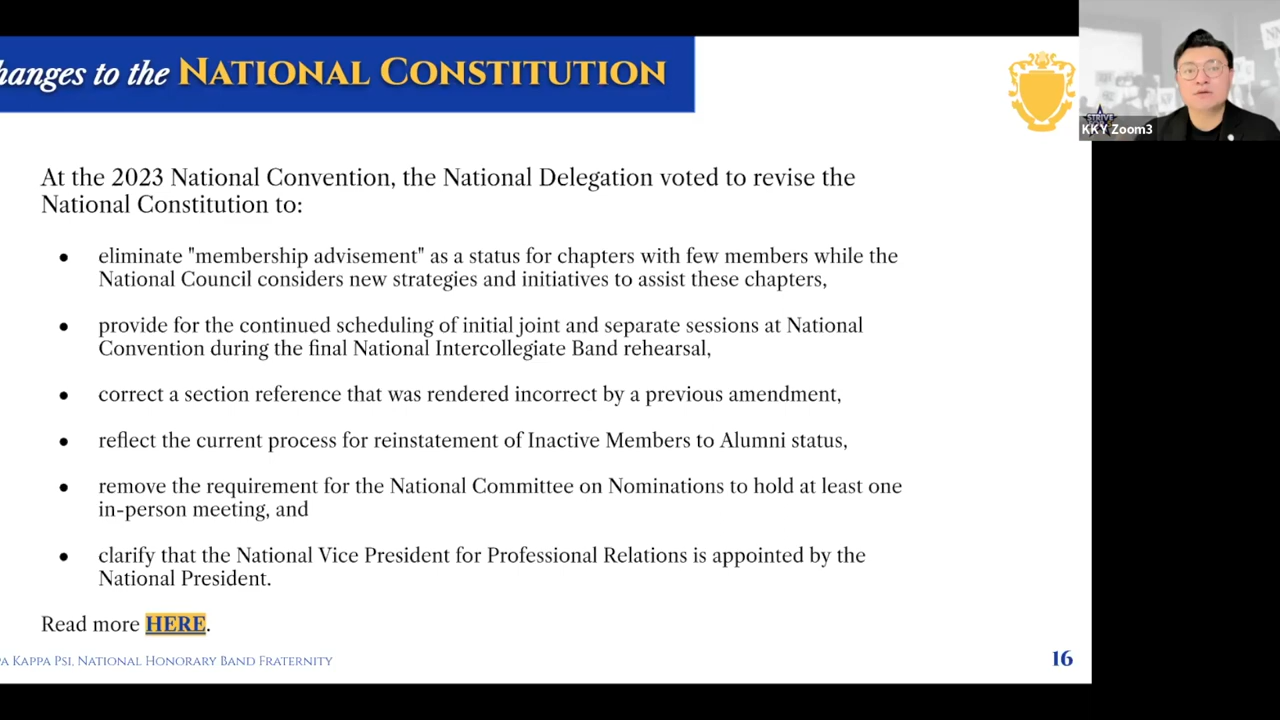 hanges to the NATIONAL CONSTITUTION
STRIVE
KKY Zoom3
At the 2023 National Convention, the National Delegation voted to revise the
National Constitution to:
● eliminate "membership advisement" as a status for chapters with few members while the
National Council considers new strategies and initiatives to assist these chapters,
● provide for the continued scheduling of initial joint and separate sessions at National
Convention during the final National Intercollegiate Band rehearsal,
● correct a section reference that was rendered incorrect by a previous amendment,
● reflect the current process for reinstatement of Inactive Members to Alumni status,
● remove the requirement for the National Committee on Nominations to hold at least one
in-person meeting, and
● clarify that the National Vice President for Professional Relations is appointed by the
National President.
Read more HERE.
PA KAPPA PSI, NATIONAL HONORARY BAND FRATERNITY
16